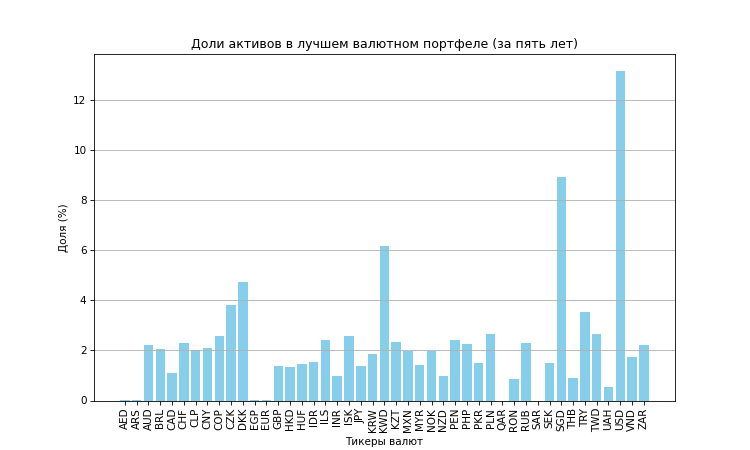 Доли активов в лучшем валютном портфеле (за пять лет)
Доля (%)
12
10
8
6
4
2
0
AED ARS AUD BRL CAD CHF CLP CNY COP CZK DKK EGP EUR GBP HKD HUF IDR ILS INR ISK JPY KRW KWD KZT MXN MYR NOK NZD PEN PHP PKR PLN QAR RON RUB SAR SEK SGD THB TRY TWD UAH USD VND ZAR
Тикеры валют